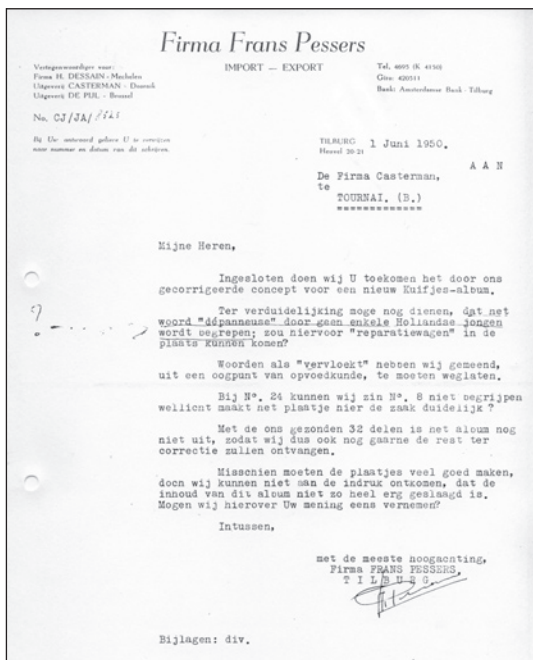 Firma Frans Pessers
IMPORT — EXPORT
Vertegenwoordiger voor:
Firma H. DESSAIN - Mechelen
Uitgeverij CASTERMAN - Doornik
Uitgeverij DE PIJL - Brussel
Tel. 4695 (K 4250)
Giro: 420511
Bank: Amsterdamse Bank - Tilburg
No. CJ/JA/
Bij Uw antwoord gelieve U te verwijzen
naar nummer en datum van dit schrijven.
TILBURG 1 Juni 1950.
Heuvel 20-21
A A N
De Firma Casterman,
te
TOURNAI. (B.)
=============
Mijne Heren,
Ingesloten doen wij U toekomen het door ons
gecorrigeerde concept voor een nieuw Kuifjes-album.
Ter verduidelijking moge nog dienen, dat het
woord "dépanneuse" door geen enkele Hollandse jongen
wordt begrepen; zou hiervoor "reparatiewagen" in de
plaats kunnen komen?
Woorden als "vervloekt" hebben wij gemeend,
uit een oogpunt van opvoedkunde, te moeten weglaten.
Bij N°. 24 kunnen wij zin N°. 8 niet begrijpen
wellicht maakt het plaatje hier de zaak duidelijk ?
Met de ons gezonden 32 delen is het album nog
niet uit, zodat wij dus ook nog gaarne de rest ter
correctie zullen ontvangen.
Misschien moeten de plaatjes veel goed maken,
doch wij kunnen niet aan de indruk ontkomen, dat de
inhoud van dit album niet zo heel erg geslaagd is.
Mogen wij hierover Uw mening eens vernemen?
Intussen,
met de meeste hoogachting,
Firma FRANS PESSERS,
T I L B U R G.
Bijlagen: div.